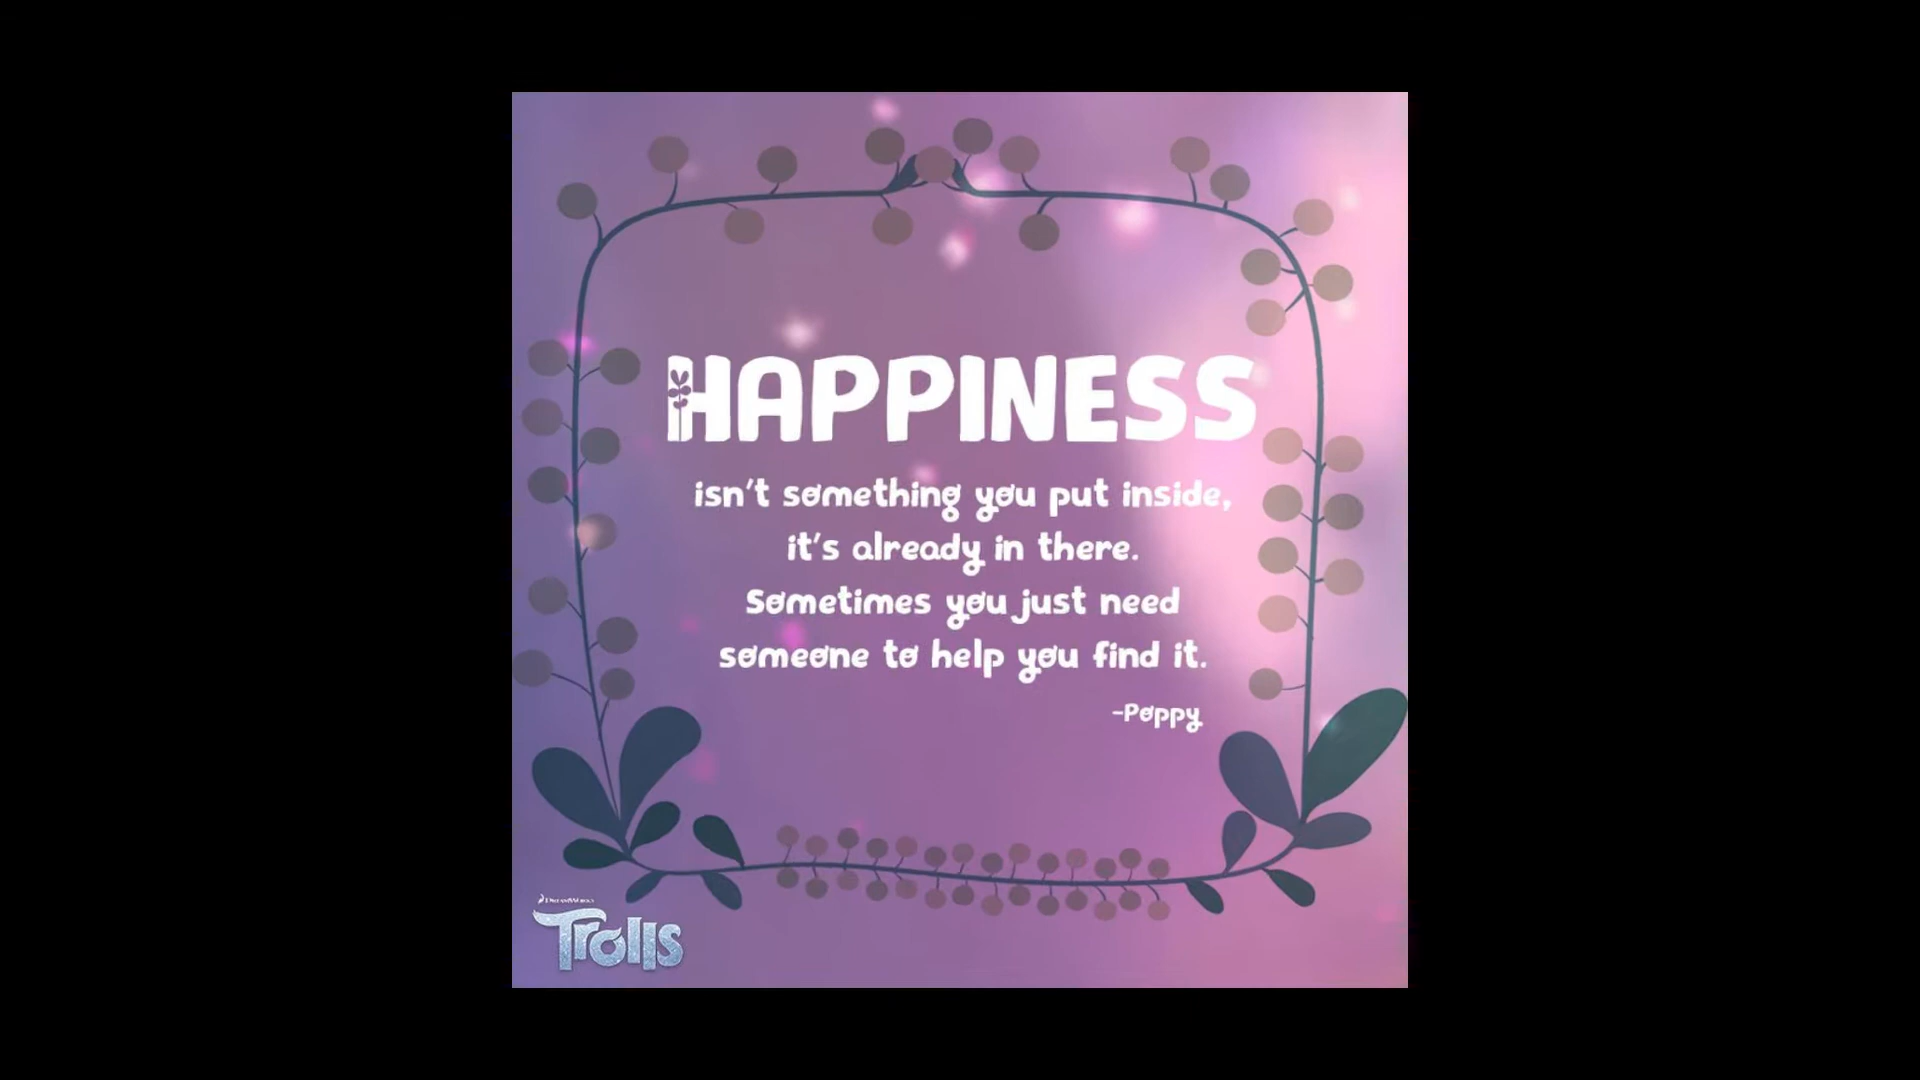 HAPPINESS
isn't something you put inside,
it's already in there.
Sometimes you just need
someone to help you find it.
-Poppy
DreamWorks
Trolls